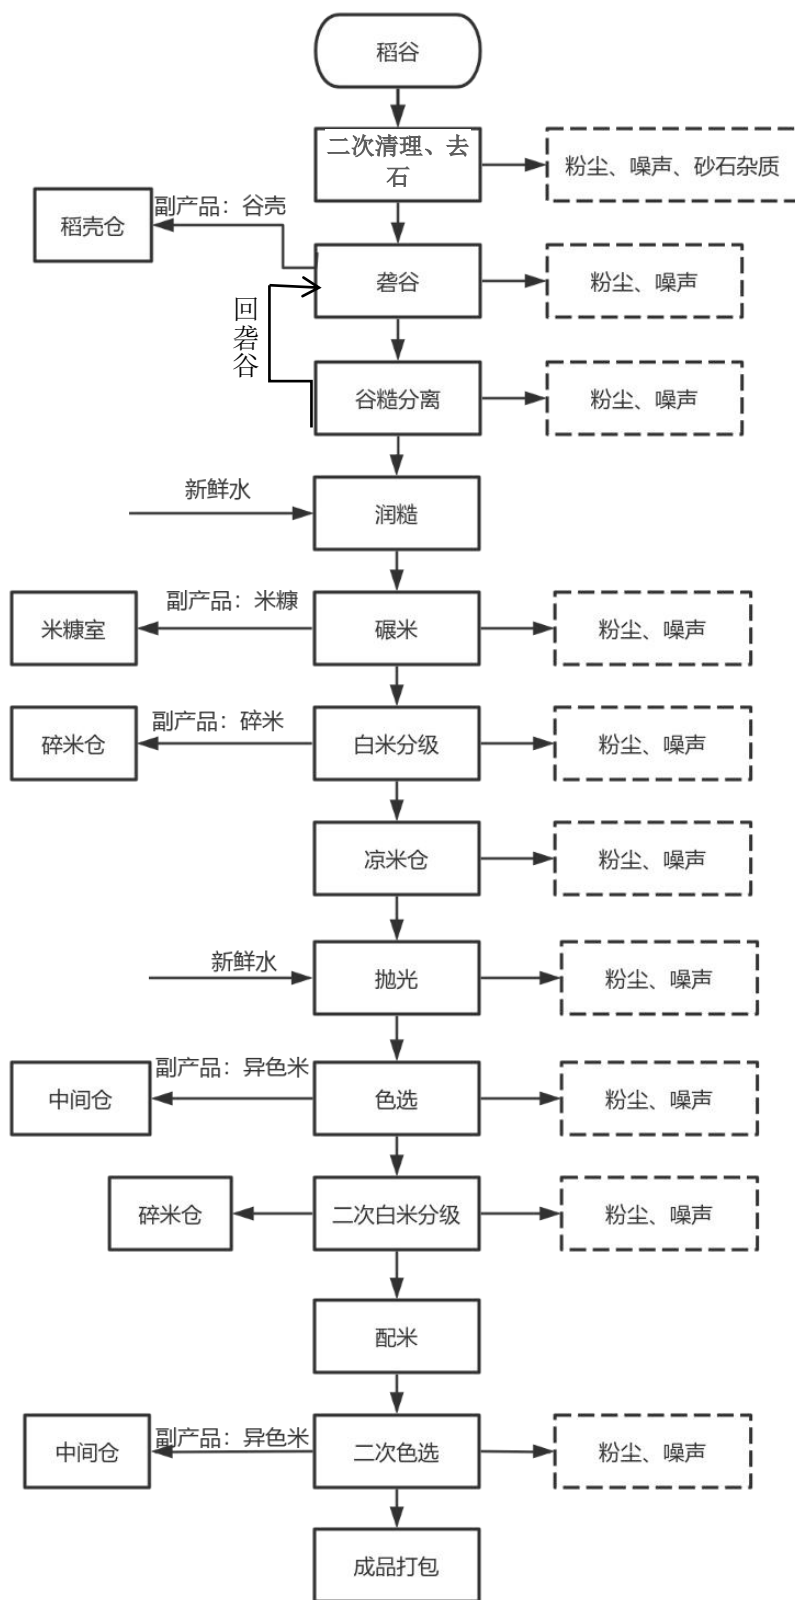 稻谷
二次清理、去
石
粉尘、噪声、砂石杂质
副产品：谷壳
稻壳仓
砻谷
粉尘、噪声
回
砻
谷
谷糙分离
粉尘、噪声
新鲜水
润糙
副产品：米糠
米糠室
碾米
粉尘、噪声
副产品：碎米
碎米仓
白米分级
粉尘、噪声
凉米仓
粉尘、噪声
新鲜水
抛光
粉尘、噪声
副产品：异色米
中间仓
色选
粉尘、噪声
碎米仓
二次白米分级
粉尘、噪声
配米
副产品：异色米
中间仓
二次色选
粉尘、噪声
成品打包